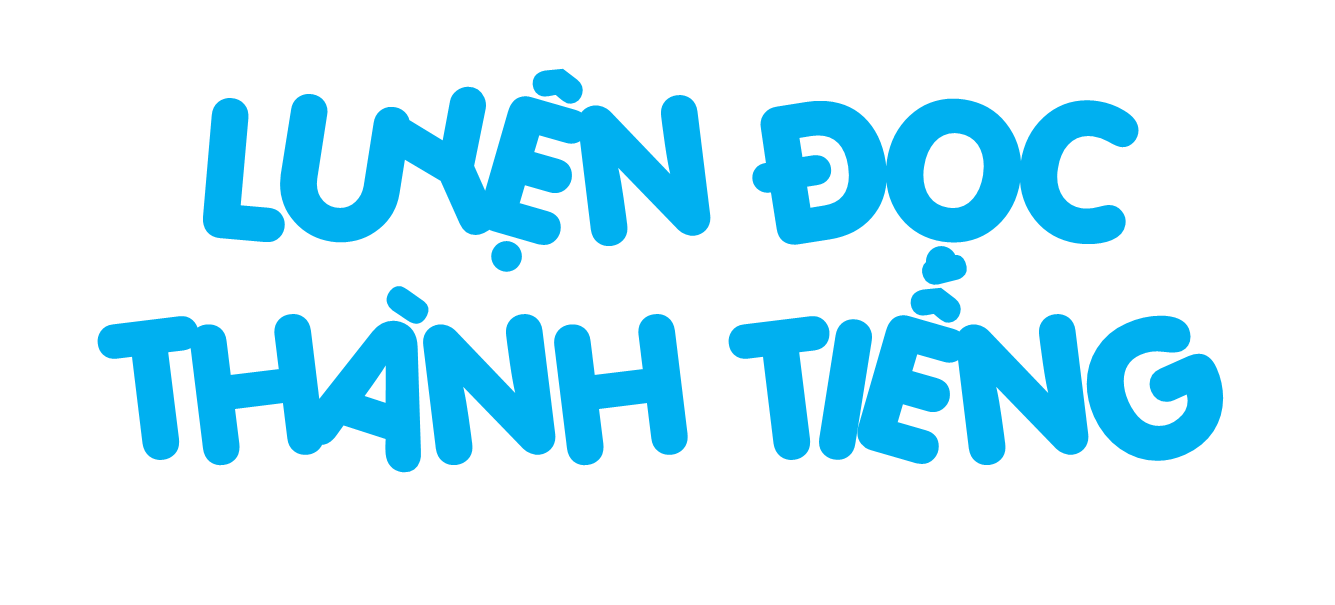 LUYỆN ĐỌC
THÀNH TIẾNG